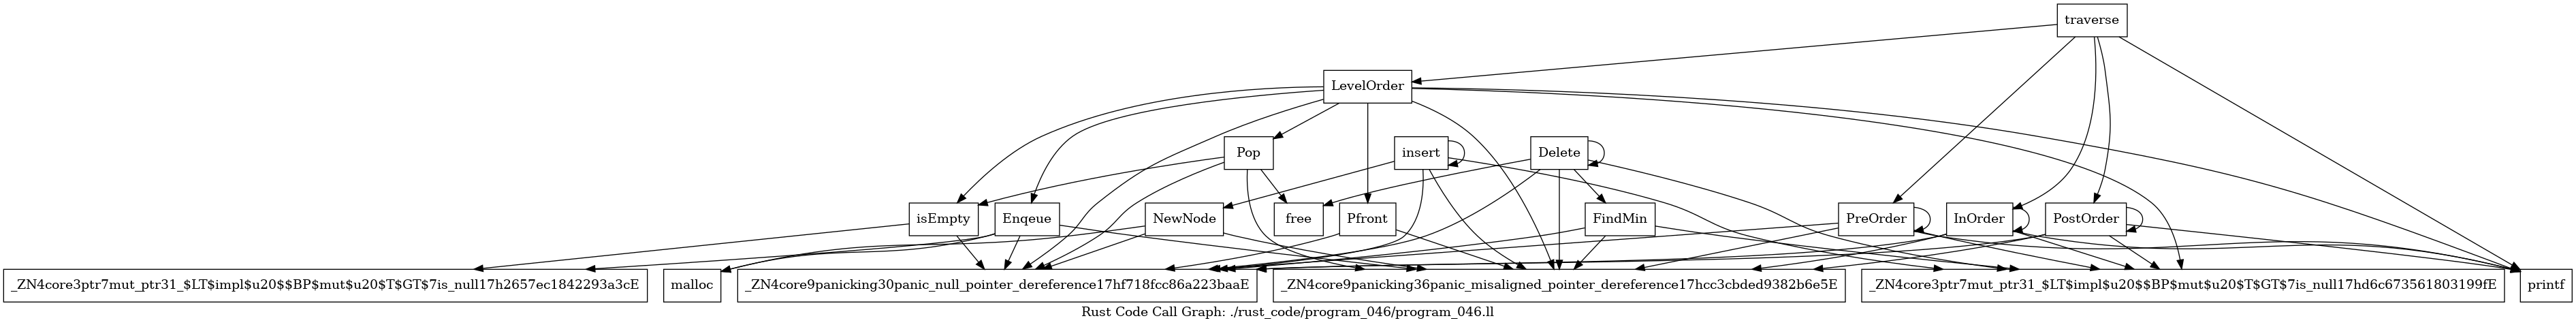 traverse
LevelOrder
Pop
insert
Delete
isEmpty
Enqeue
NewNode
free
Pfront
FindMin
PreOrder
InOrder
PostOrder
_ZN4core3ptr7mut_ptr31_$LT$impl$u20$$BP$mut$u20$T$GT$7is_null17h2657ec1842293a3cE
malloc
_ZN4core9panicking30panic_null_pointer_dereference17hf718fcc86a223baaE
_ZN4core9panicking36panic_misaligned_pointer_dereference17hcc3cbded9382b6e5E
_ZN4core3ptr7mut_ptr31_$LT$impl$u20$$BP$mut$u20$T$GT$7is_null17hd6c673561803199fE
printf
Rust Code Call Graph: ./rust_code/program_046/program_046.ll